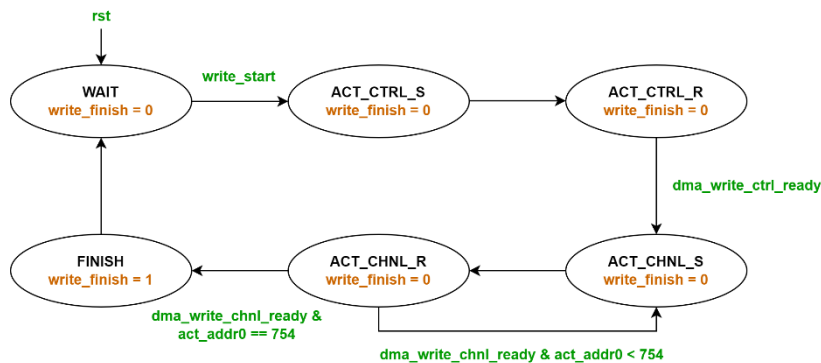 rst
WAIT
write_finish = 0
write_start
ACT_CTRL_S
write_finish = 0
ACT_CTRL_R
write_finish = 0
dma_write_ctrl_ready
FINISH
write_finish = 1
ACT_CHNL_R
write_finish = 0
ACT_CHNL_S
write_finish = 0
dma_write_chnl_ready &
act_addr0 == 754
dma_write_chnl_ready & act_addr0 < 754